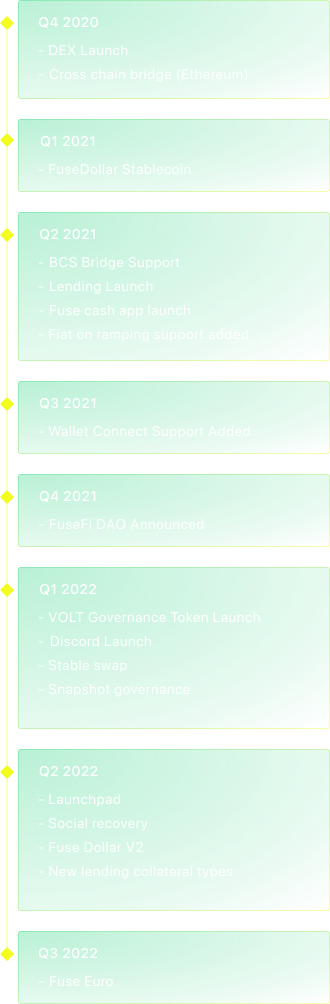 Q4 2020
- DEX Launch
- Cross chain bridge (Ethereum)
Q1 2021
- FuseDollar Stablecoin
Q2 2021
- BCS Bridge Support
- Lending Launch
- Fuse cash app launch
- Fiat on ramping support added
Q3 2021
- Wallet Connect Support Added
Q4 2021
- FuseFi DAO Announced
Q1 2022
- VOLT Governance Token Launch
- Discord Launch
- Stable swap
- Snapshot governance
Q2 2022
- Launchpad
- Social recovery
- Fuse Dollar V2
- New lending collateral types
Q3 2022
- Fuse Euro